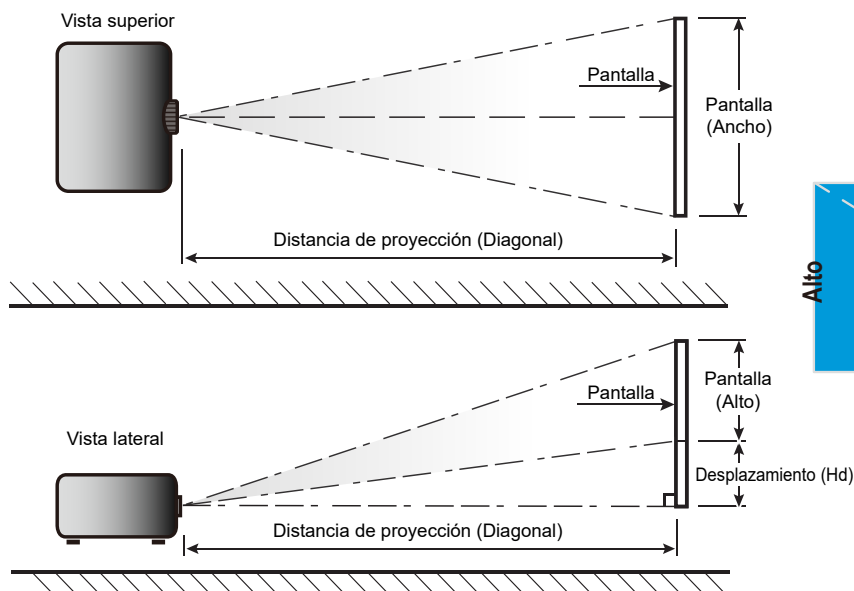 Vista superior
Pantalla
Pantalla
(Ancho)
Distancia de proyección (Diagonal)
Alto
Pantalla
Pantalla
(Alto)
Vista lateral
Desplazamiento (Hd)
Distancia de proyección (Diagonal)